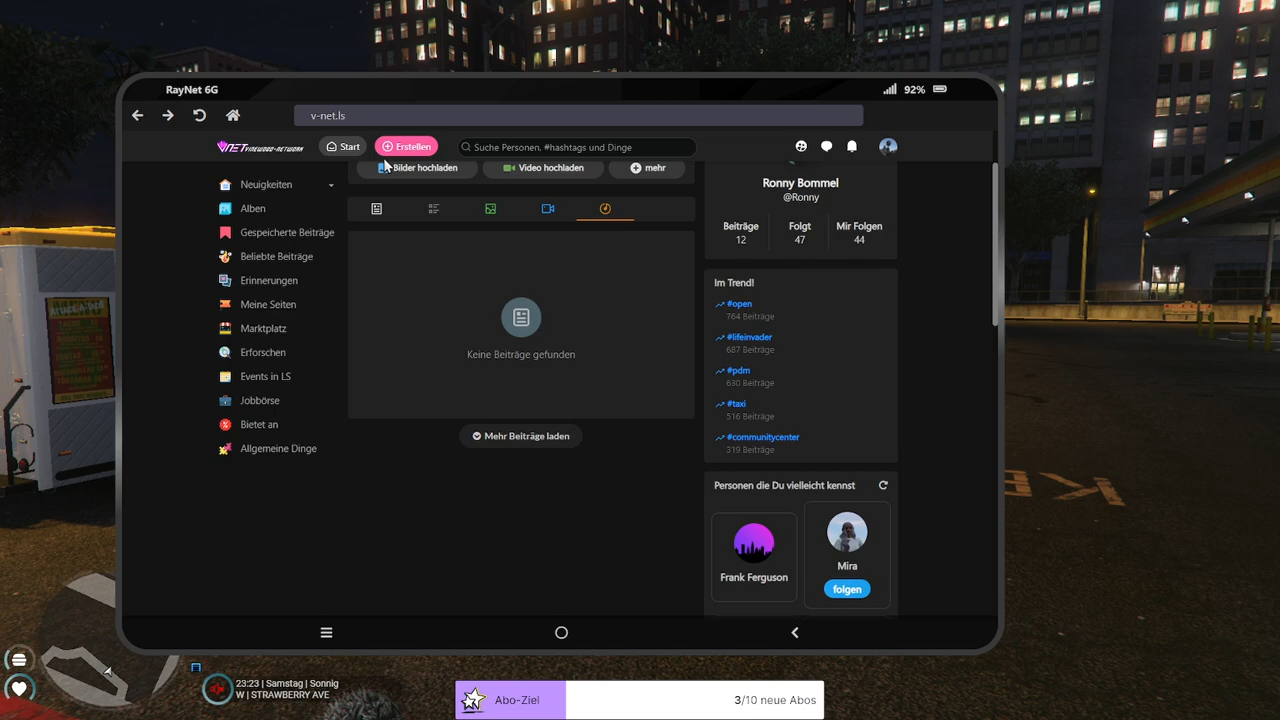 RayNet 6G
92%
v-net.ls
VNET VINEWOOD-NETWORK
Start
Erstellen
Suche Personen, #hashtags und Dinge
Bilder hochladen
Video hochladen
mehr
Neuigkeiten
Alben
Gespeicherte Beiträge
Beliebte Beiträge
Erinnerungen
Meine Seiten
Marktplatz
Erforschen
Events in LS
Jobbörse
Bietet an
Allgemeine Dinge
Keine Beiträge gefunden
Mehr Beiträge laden
Ronny Bommel
@Ronny
Beiträge
12
Folgt
47
Mir Folgen
44
Im Trend!
#open
764 Beiträge
#lifeinvader
687 Beiträge
#pdm
630 Beiträge
#taxi
516 Beiträge
#communitycenter
319 Beiträge
Personen die Du vielleicht kennst
Frank Ferguson
Mira
folgen
23:23 | Samstag | Sonnig
W | STRAWBERRY AVE
Abo-Ziel
3/10 neue Abos